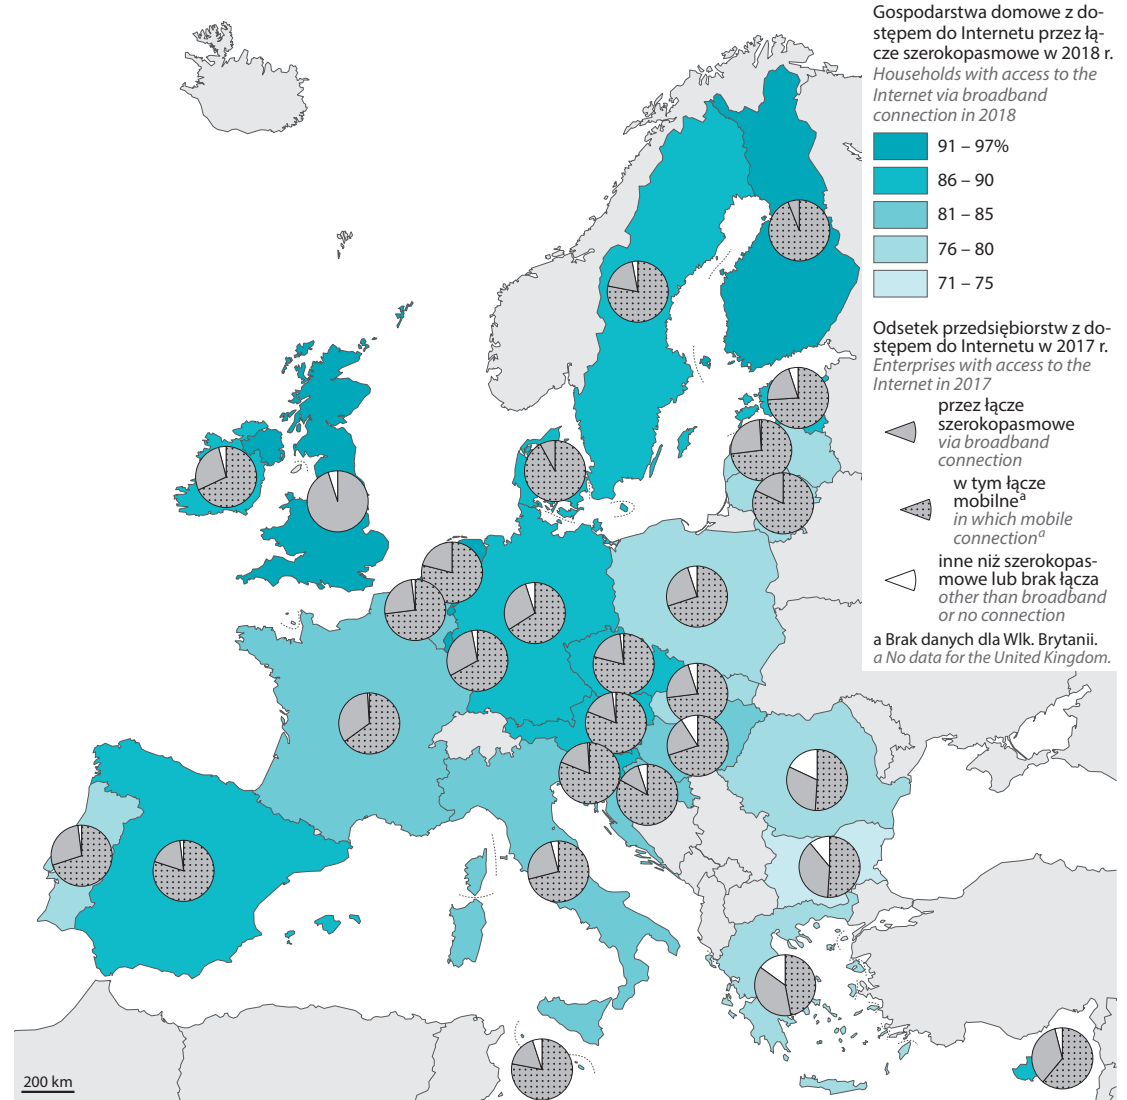 Gospodarstwa domowe z do-
stępem do Internetu przez łą-
cze szerokopasmowe w 2018 r.
Households with access to the
Internet via broadband
connection in 2018
91 – 97%
86 – 90
81 – 85
76 – 80
71 – 75
Odsetek przedsiębiorstw z do-
stępem do Internetu w 2017 r.
Enterprises with access to the
Internet in 2017
przez łącze
szerokopasmowe
via broadband
connection
w tym łącze
mobilneª
in which mobile
connectionª
inne niż szerokopas-
mowe lub brak łącza
other than broadband
or no connection
a Brak danych dla Wlk. Brytanii.
a No data for the United Kingdom.
200 km